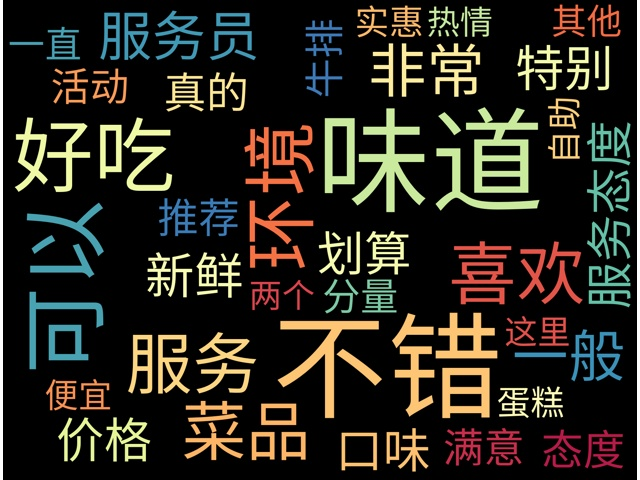 一直
服务员
牛排
实惠
热情
其他
活动
真的
非常
特别
好吃
环境
味道
自助
服务态度
可以
推荐
新鲜
划算
喜欢
两个
分量
不错
这里
一般
服务
便宜
菜品
蛋糕
价格
口味
满意
态度